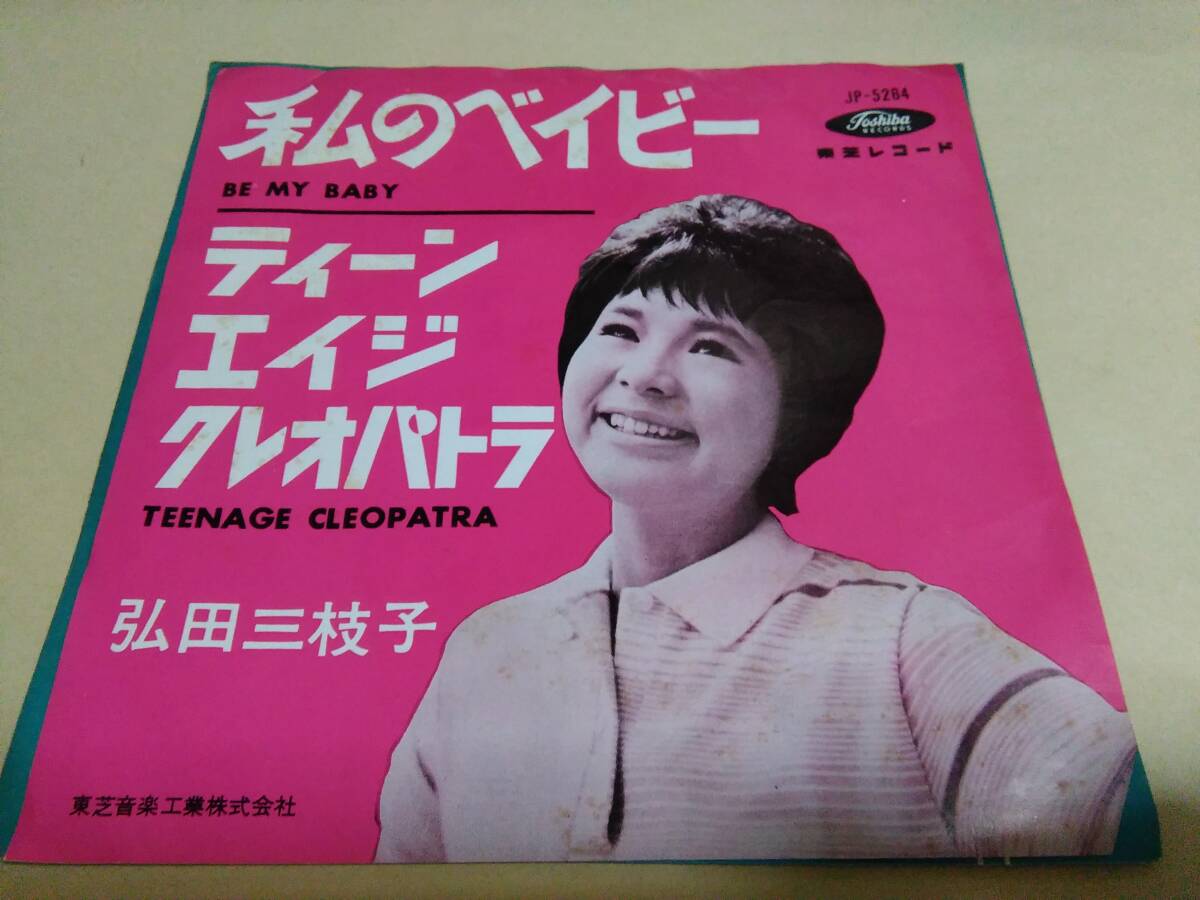 私のベイビー
BE MY BABY
ティーン
エイジ
クレオパトラ
TEENAGE CLEOPATRA
弘田三枝子
東芝音楽工業株式会社
JP-5284
Toshiba
RECORDS
東芝レコード